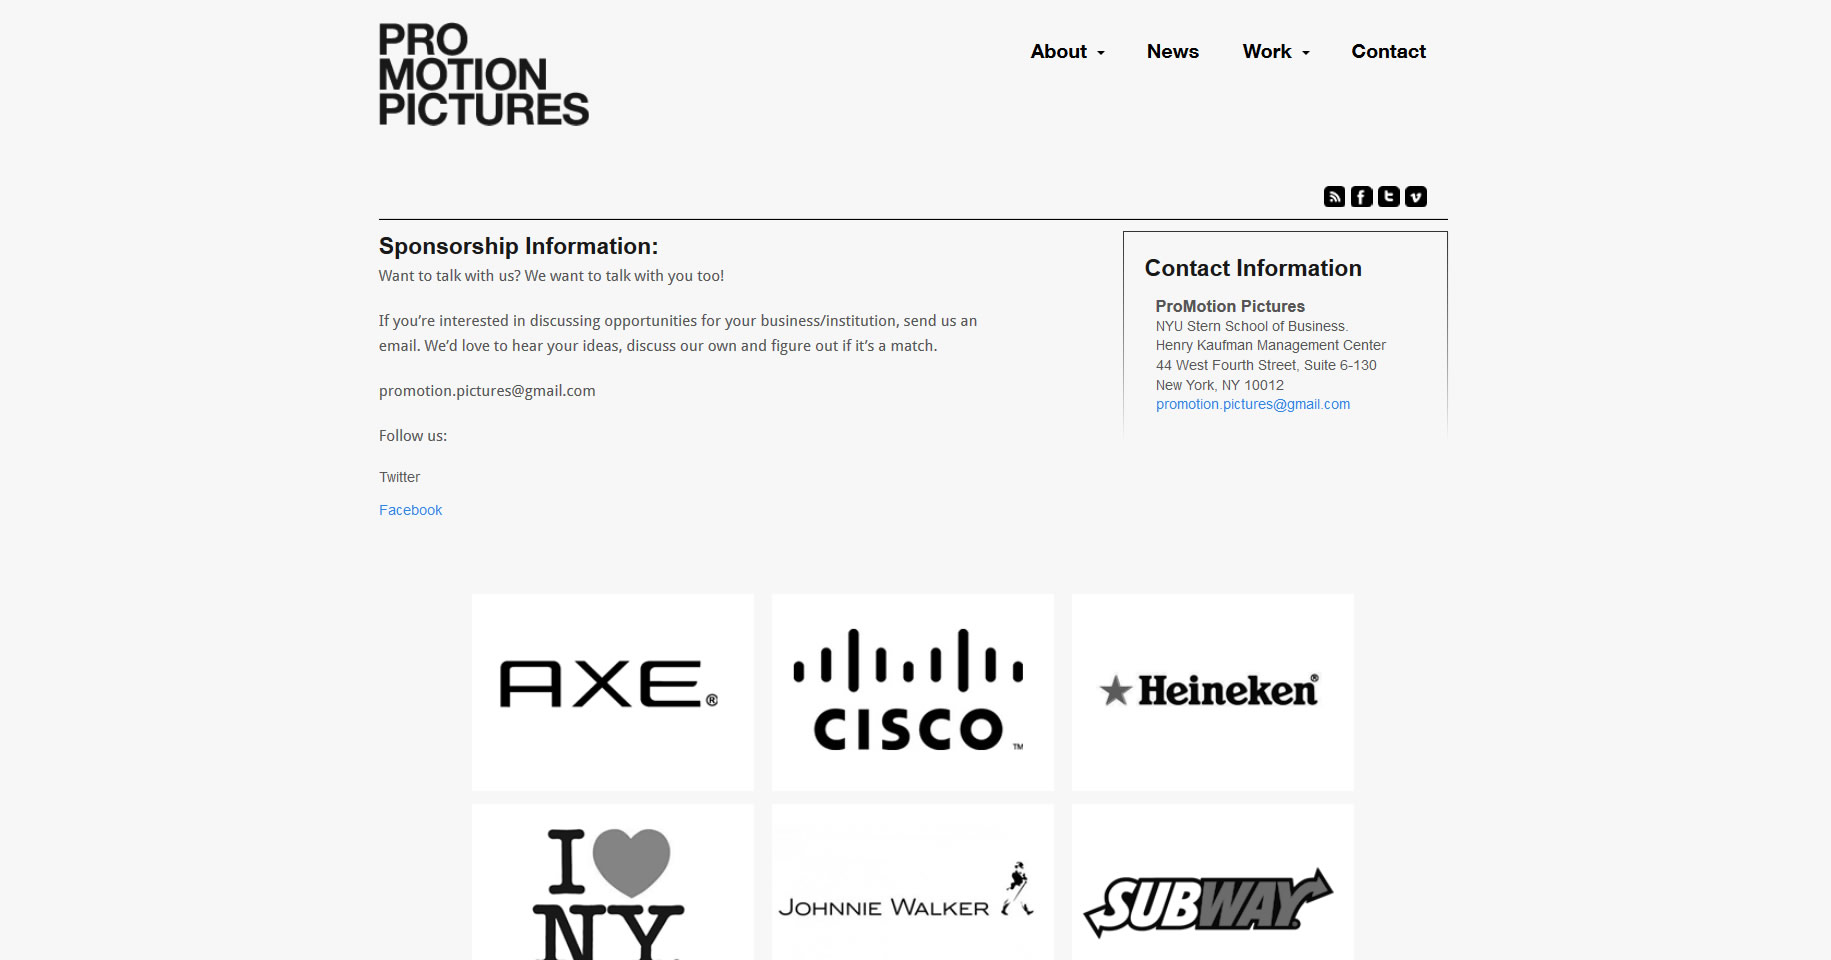 PRO
MOTION
PICTURES
About News Work Contact
Sponsorship Information:
Want to talk with us? We want to talk with you too!
If you’re interested in discussing opportunities for your business/institution, send us an
email. We’d love to hear your ideas, discuss our own and figure out if it’s a match.
promotion.pictures@gmail.com
Follow us:
Twitter
Facebook
Contact Information
ProMotion Pictures
NYU Stern School of Business.
Henry Kaufman Management Center
44 West Fourth Street, Suite 6-130
New York, NY 10012
promotion.pictures@gmail.com
AXE®
CISCO™
Heineken®
I
NY
JOHNNIE WALKER
SUBWAY